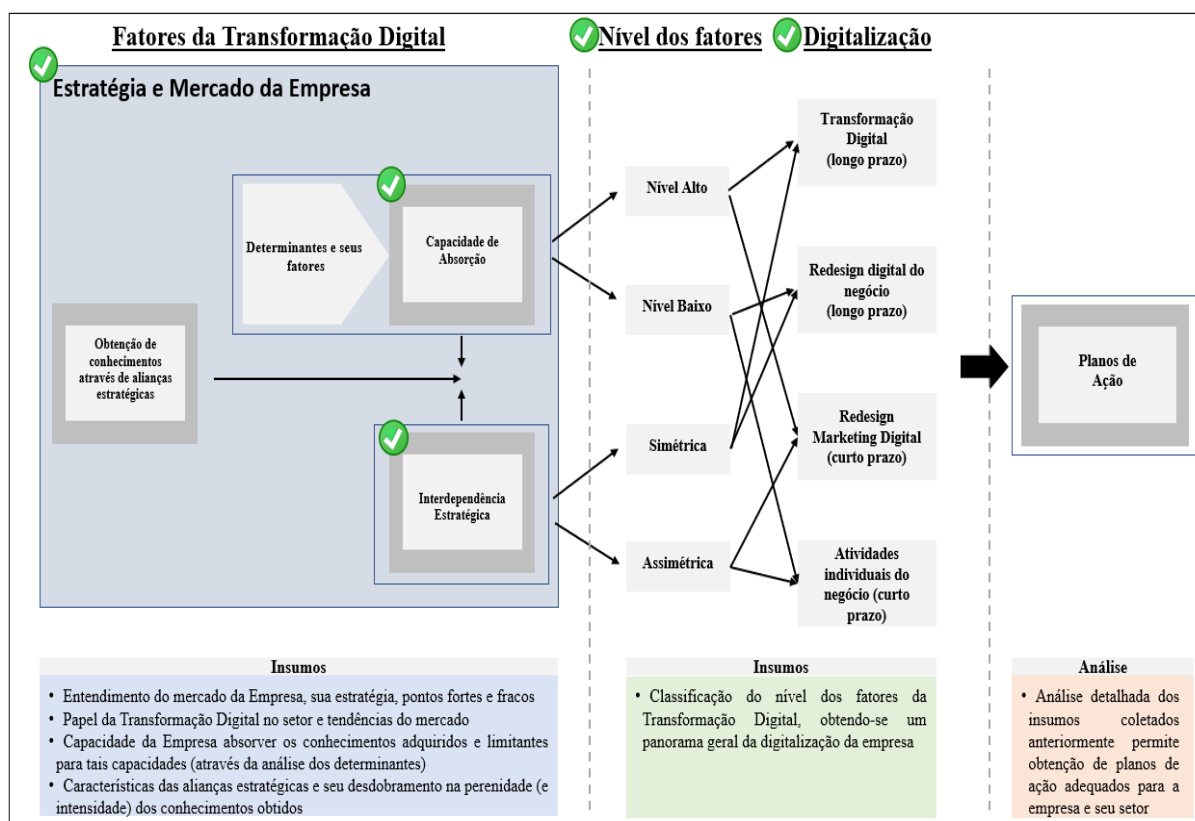 Fatores da Transformação Digital
Nível dos fatores
Digitalização
Estratégia e Mercado da Empresa
Determinantes e seus
fatores
Capacidade de
Absorção
Obtenção de
conhecimentos
através de alianças
estratégicas
Interdependência
Estratégica
Nível Alto
Nível Baixo
Simétrica
Assimétrica
Transformação
Digital
(longo prazo)
Redesign digital do
negócio
(longo prazo)
Redesign
Marketing Digital
(curto prazo)
Atividades
individuais do
negócio (curto
prazo)
Planos de
Ação
Insumos
• Entendimento do mercado da Empresa, sua estratégia, pontos fortes e fracos
• Papel da Transformação Digital no setor e tendências do mercado
• Capacidade da Empresa absorver os conhecimentos adquiridos e limitantes
para tais capacidades (através da análise dos determinantes)
• Características das alianças estratégicas e seu desdobramento na perenidade (e
intensidade) dos conhecimentos obtidos
Insumos
• Classificação do nível dos fatores da
Transformação Digital, obtendo-se um
panorama geral da digitalização da empresa
Análise
• Análise detalhada dos
insumos coletados
anteriormente permite
obtenção de planos de
ação adequados para a
empresa e seu setor